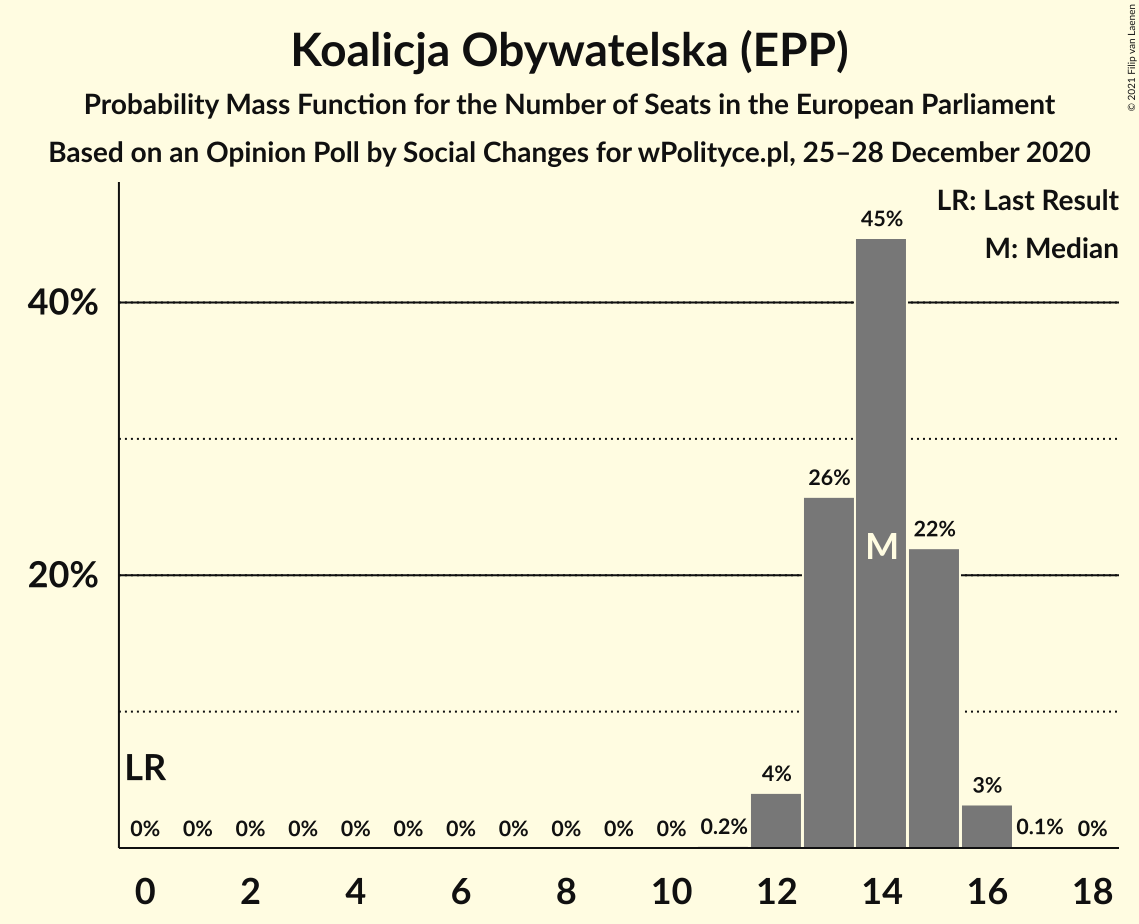 Koalicja Obywatelska (EPP)
Probability Mass Function for the Number of Seats in the European Parliament
Based on an Opinion Poll by Social Changes for wPolityce.pl, 25–28 December 2020
© 2021 Filip van Laenen
LR: Last Result
M: Median
45%
40%
26%
22%
M
20%
LR
4%
3%
0% 0% 0% 0% 0% 0% 0% 0% 0% 0% 0% 0.2% 0.1% 0%
0 2 4 6 8 10 12 14 16 18